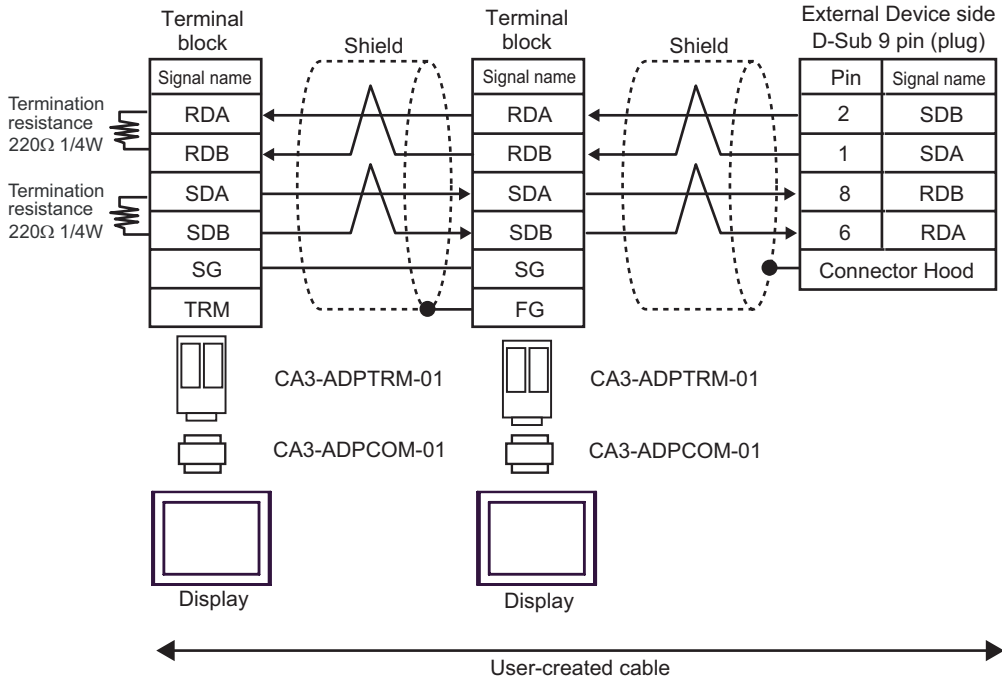 Terminal
block
Shield
Terminal
block
Shield
External Device side
D-Sub 9 pin (plug)
Signal name
Signal name
Pin
Signal name
Termination
resistance
220Ω 1/4W
RDA
RDA
2
SDB
RDB
RDB
1
SDA
Termination
resistance
220Ω 1/4W
SDA
SDA
8
RDB
SDB
SDB
6
RDA
SG
SG
Connector Hood
TRM
FG
CA3-ADPTRM-01
CA3-ADPTRM-01
CA3-ADPCOM-01
CA3-ADPCOM-01
Display
Display
User-created cable